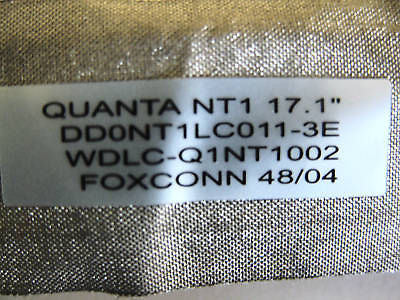 QUANTA NT1 17.1"
DD0NT1LC011-3E
WDLC-Q1NT1002
FOXCONN 48/04